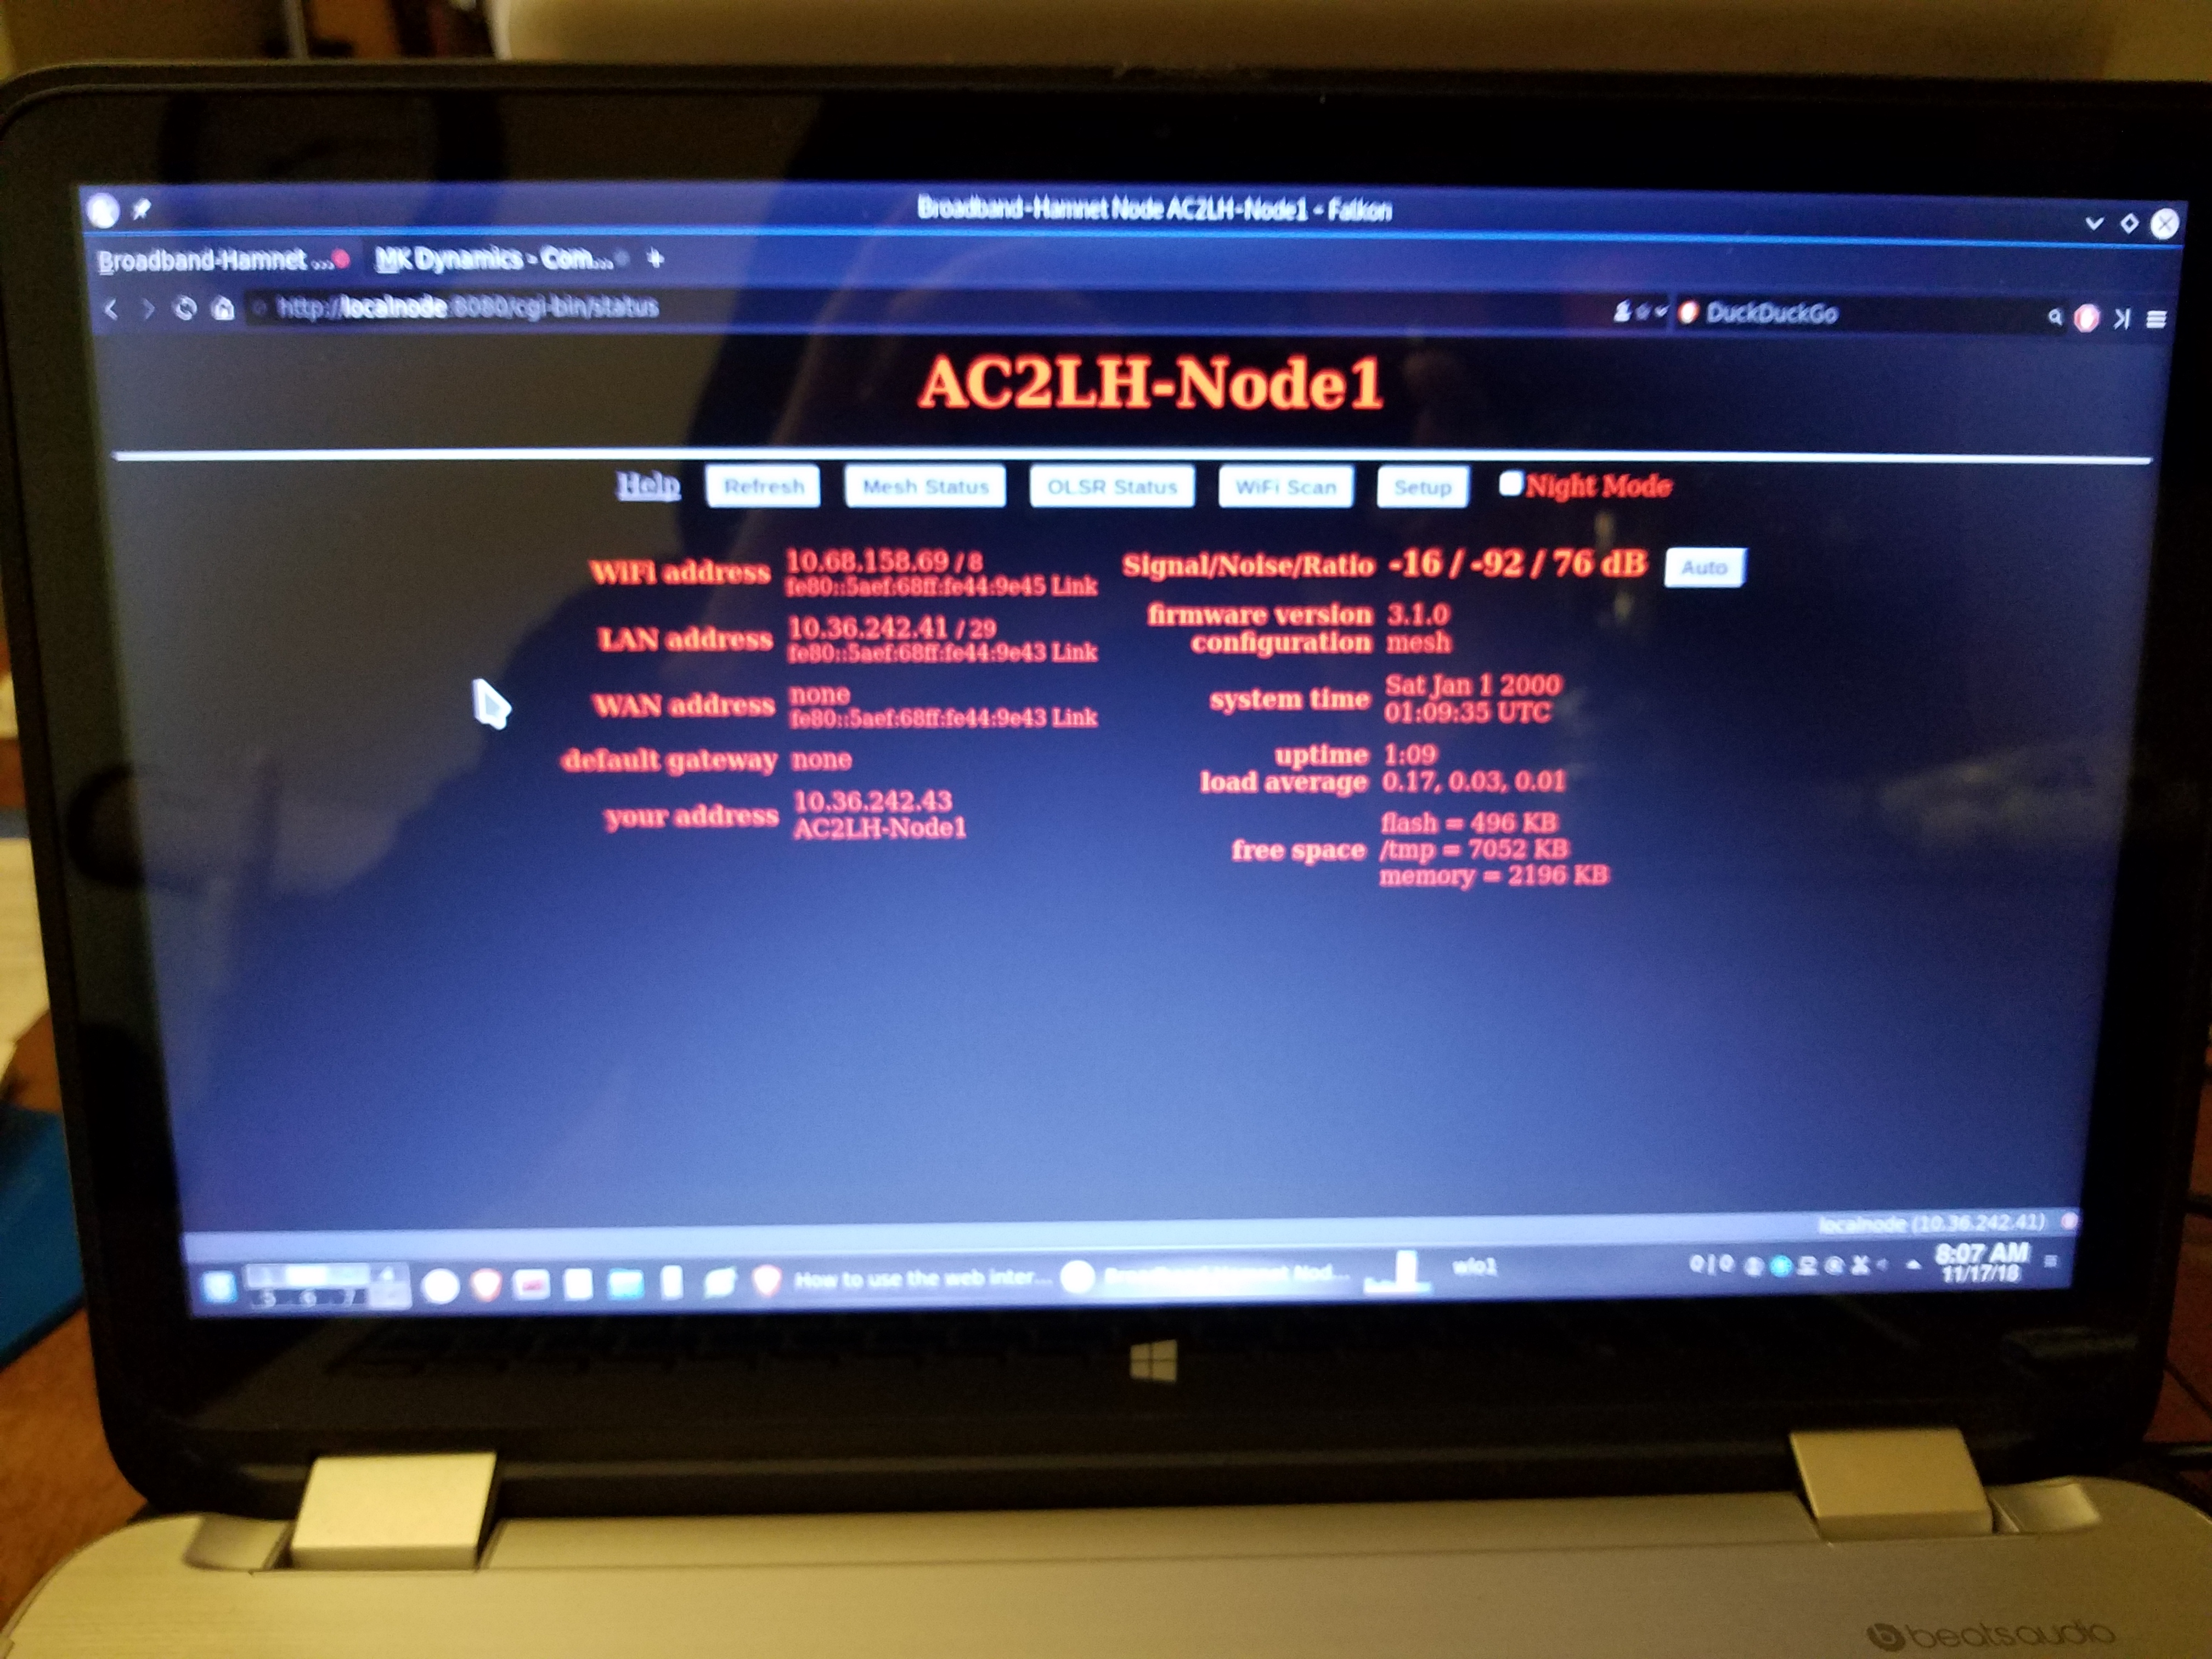 Broadband-Hamnet Node AC2LH-Node1 - Falkon
Broadband-Hamnet ...
MK Dynamics - Com...
http://localnode:8080/cgi-bin/status
DuckDuckGo
AC2LH-Node1
Help Refresh Mesh Status OLSR Status WiFi Scan Setup Night Mode
WiFi address 10.68.158.69 / 8
fe80::5aef:68ff:fe44:9e45 Link
LAN address 10.36.242.41 / 29
fe80::5aef:68ff:fe44:9e43 Link
WAN address none
fe80::5aef:68ff:fe44:9e43 Link
default gateway none
your address 10.36.242.43
AC2LH-Node1
Signal/Noise/Ratio -16 / -92 / 76 dB Auto
firmware version 3.1.0
configuration mesh
system time Sat Jan 1 2000
01:09:35 UTC
uptime 1:09
load average 0.17, 0.03, 0.01
free space flash = 496 KB
/tmp = 7052 KB
memory = 2196 KB
localnode (10.36.242.41)
How to use the web inter...
Broadband-Hamnet Nod...
wlo1
8:07 AM
11/17/18
beatsaudio